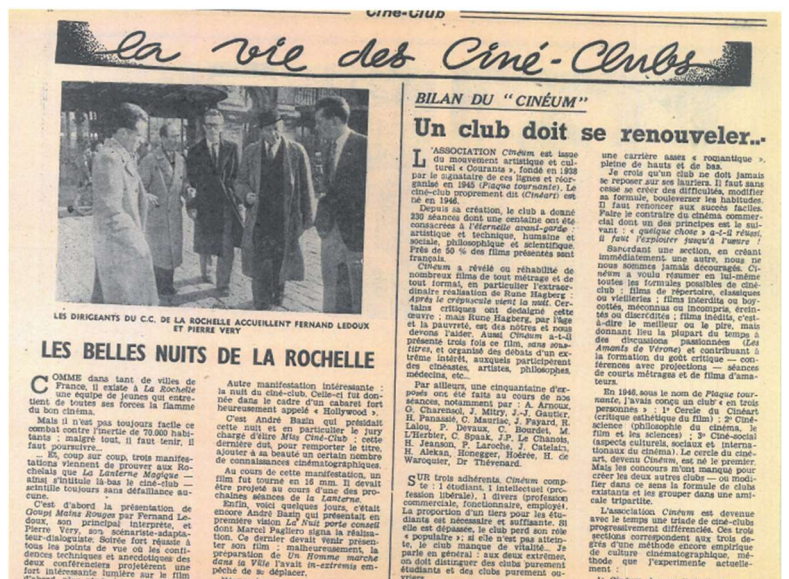 Ciné-Club
la vie des Ciné-Clubs
LES DIRIGEANTS DU C.C. DE LA ROCHELLE ACCUEILLENT FERNAND LEDOUX
ET PIERRE VERY
LES BELLES NUITS DE LA ROCHELLE
COMME dans tant de villes de
France, il existe à La Rochelle
une équipe de jeunes qui entre-
tient de toutes ses forces la flamme
du bon cinéma.
Mais il n'est pas toujours facile ce
combat contre l'inertie de 70.000 habi-
tants ; malgré tout, il faut tenir, il
faut poursuivre...
... Et, coup sur coup, trois manifes-
tations viennent de prouver aux Ro-
chelais que La Lanterne Magique —
ainsi s'intitule là-bas le ciné-club —
scintille toujours sans défaillance au-
cune.
C'est d'abord la présentation de
Goupi Mains Rouges par Fernand Le-
doux, son principal interprète, et
Pierre Véry, son scénariste-adapta-
teur-dialoguiste. Soirée fort réussie à
tous les points de vue où les confi-
dences techniques et anecdotiques des
deux conférenciers projetèrent une
fort intéressante lumière sur le film
Autre manifestation intéressante :
la nuit du ciné-club. Celle-ci fut don-
née dans le cadre d'un cabaret fort
heureusement appelé « Hollywood ».
C'est André Bazin qui présidait
cette nuit et en particulier le jury
chargé d'élire Miss Ciné-Club ; cette
dernière dut, pour remporter le titre,
ajouter à sa beauté un certain nombre
de connaissances cinématographiques.
Au cours de cette manifestation, un
film fut tourné en 16 mm. Il devait
être projeté au cours d'une des pro-
chaines séances de la Lanterne.
Enfin, voici quelques jours, c'était
encore André Bazin qui présentait en
première vision La Nuit porte conseil
dont Marcel Pagliero signa la réalisa-
tion. Ce dernier devait venir présen-
ter son film ; malheureusement, la
préparation de Un Homme marche
dans la Ville l'avait in-extremis em-
pêché de se déplacer.
BILAN DU "CINÉUM"
Un club doit se renouveler...
L'ASSOCIATION Cinéum est issue
du mouvement artistique et cul-
turel « Courants », fondé en 1938
par le signataire de ces lignes et réor-
ganisé en 1945 (Plaque tournante). Le
ciné-club proprement dit (Cinéart) est
né en 1946.
Depuis sa création, le club a donné
230 séances dont une centaine ont été
consacrées à l'éternelle avant-garde :
artistique et technique, humaine et
sociale, philosophique et scientifique.
Près de 50 % des films présentés sont
français.
Cinéum a révélé ou réhabilité de
nombreux films de tout métrage et de
tout format, en particulier l'extraor-
dinaire réalisation de Rune Hagberg :
Après le crépuscule vient la nuit. Cer-
tains critiques ont dédaigné cette
œuvre ; mais Rune Hagberg, par l'âge
et la pauvreté, est des nôtres et nous
devons l'aider. Aussi Cinéum a-t-il
présenté trois fois ce film, sans sous-
titres, et organisé des débats d'un ex-
trême intérêt, auxquels participèrent
des cinéastes, artistes, philosophes,
médecins, etc...
Par ailleurs, une cinquantaine d'ex-
posés ont été faits au cours de nos
séances, notamment par : A. Arnoux,
G. Charensol, J. Mitry, J.-J. Gautier,
H. Panassié, C. Mauriac, J. Fayard, R.
Lalou, P. Devaux, C. Bourdet, M.
L'Herbier, C. Spaak, J.P. Le Chanois,
H. Jeanson, P. Laroche, J. Catelain,
H. Alekan, Honegger, Hoérée, H. de
Waroquier, Dr Thévenard.
SUR trois adhérents, Cinéum comp-
te : 1 étudiant, 1 intellectuel (pro-
fession libérale), 1 divers (profession
commerciale, fonctionnaire, employé).
La proportion d'un tiers pour les étu-
diants est nécessaire et suffisante. Si
elle est dépassée, le club perd son rôle
« populaire » ; si elle n'est pas attein-
te, le club manque de vitalité. Je
parle en général : aux deux extrêmes,
on doit distinguer des clubs purement
étudiants et des clubs purement ou-
vriers.
une carrière assez « romantique »,
pleine de hauts et de bas.
Je crois qu'un club ne doit jamais
se reposer sur ses lauriers. Il faut sans
cesse se créer des difficultés, modifier
sa formule, bouleverser les habitudes.
Il faut renoncer aux succès faciles.
Faire le contraire du cinéma commer-
cial dont un des principes est le sui-
vant : « quelque chose » a-t-il réussi,
il faut l'exploiter jusqu'à l'usure !
Sabordant une section, en créant
immédiatement une autre, nous ne
nous sommes jamais découragés. Ci-
néum a voulu résumer en lui-même
toutes les formules possibles de ciné-
club : films de répertoire, classiques
ou vieilleries ; films interdits ou boy-
cottés, méconnus ou incompris, érein-
tés ou discrédités ; films inédits, c'est-
à-dire le meilleur ou le pire, mais
donnant lieu la plupart du temps à
des discussions passionnées (Les
Amants de Vérone) et contribuant à
la formation du goût critique — con-
férences avec projections — séances
de courts métrages et de films d'ama-
teurs.
En 1946, sous le nom de Plaque tour-
nante, j'avais conçu un club « en trois
personnes » : 1° Cercle du Cinéart
(critique esthétique du film) ; 2° Ciné-
science (philosophie du cinéma, le
film et les sciences) ; 3° Ciné-social
(aspects culturels, sociaux et interna-
tionaux du cinéma). Le cercle du ciné-
art, devenu Cinéum, est né le premier.
Mais les concours m'ont manqué pour
créer les deux autres clubs — ou modi-
fier dans ce sens la formule de clubs
existants et les grouper dans une ami-
cale tripartite.
L'association Cinéum est devenue
avec le temps une triade de ciné-clubs
progressivement différenciés. Ces trois
sections correspondent aux trois de-
grés d'une méthode encore empirique
de culture cinématographique, mé-
thode que j'expérimente actuelle-
ment :